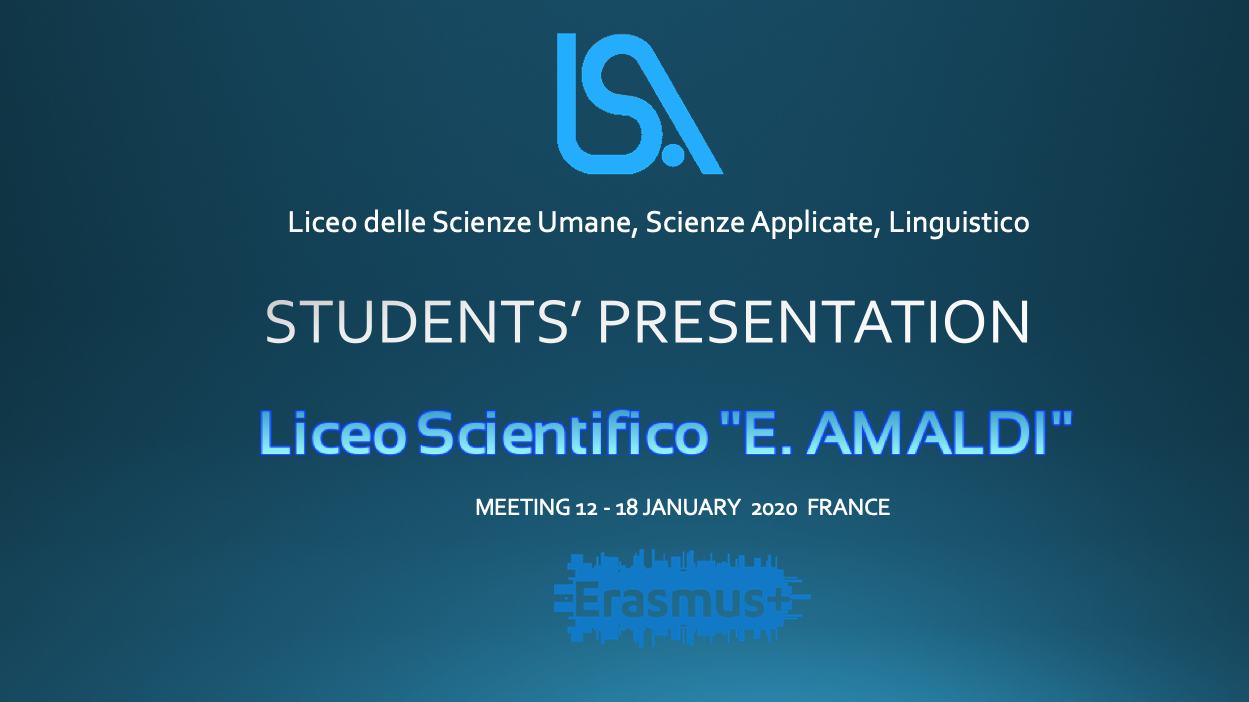 LSA
Liceo delle Scienze Umane, Scienze Applicate, Linguistico
STUDENTS’ PRESENTATION
Liceo Scientifico "E. AMALDI"
MEETING 12 - 18 JANUARY 2020 FRANCE
Erasmus+